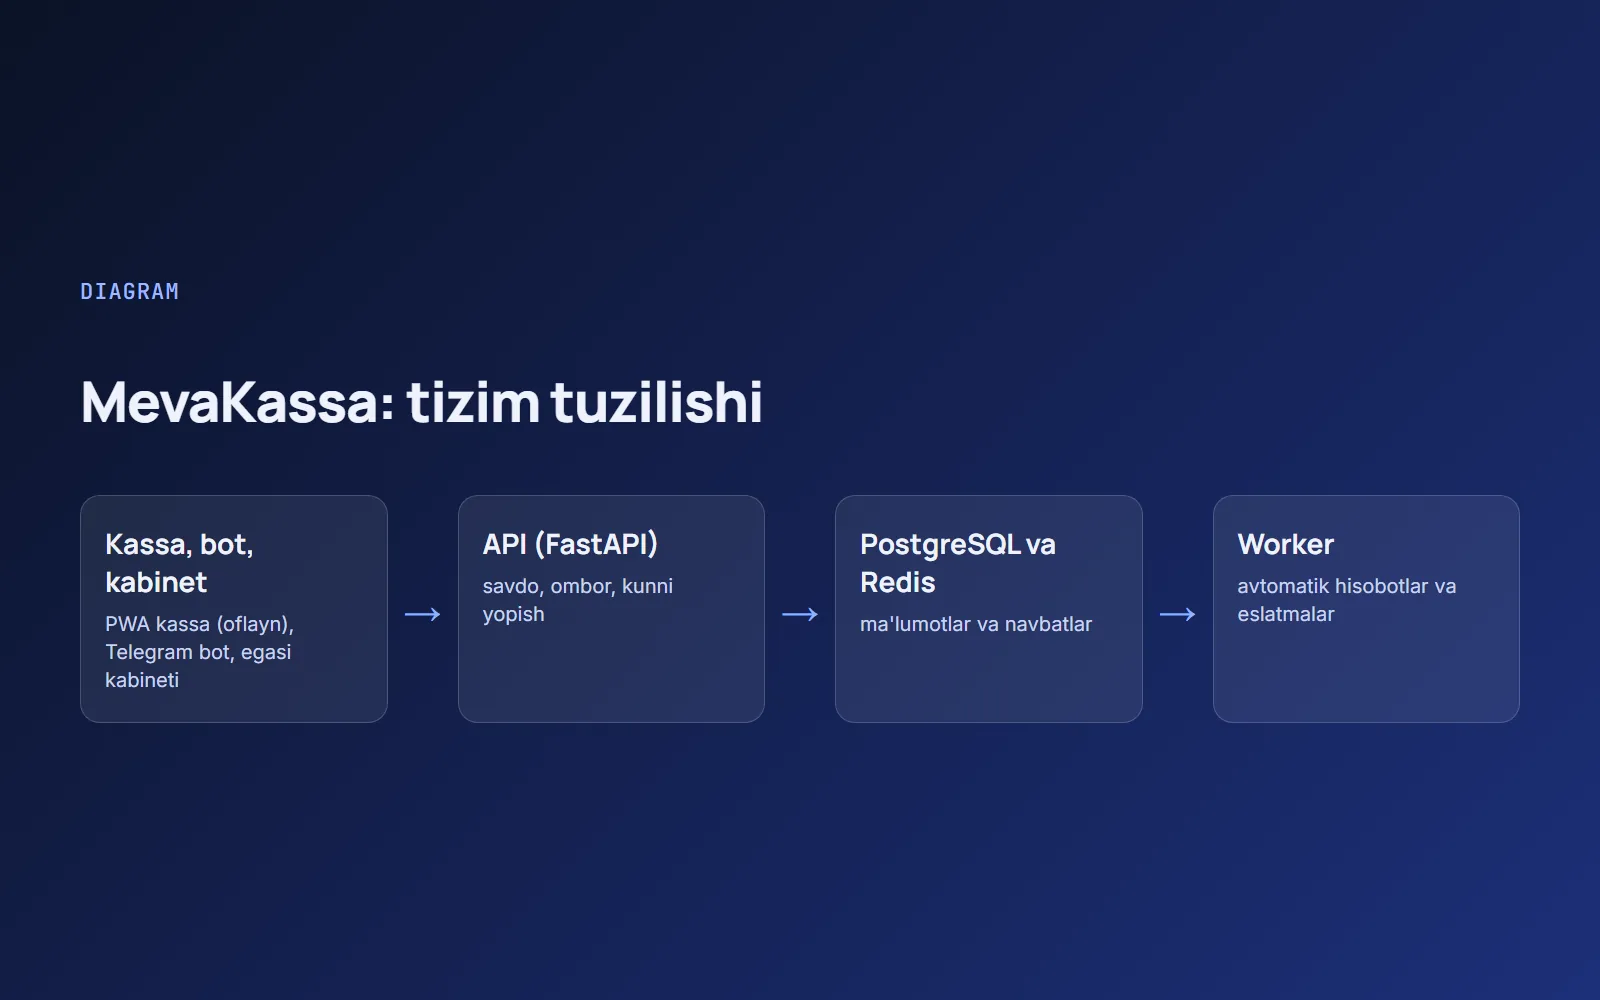 DIAGRAM
MevaKassa: tizim tuzilishi
Kassa, bot,
kabinet
PWA kassa (oflayn),
Telegram bot, egasi
kabineti
→
API (FastAPI)
savdo, ombor, kunni
yopish
→
PostgreSQL va
Redis
ma'lumotlar va navbatlar
→
Worker
avtomatik hisobotlar va
eslatmalar